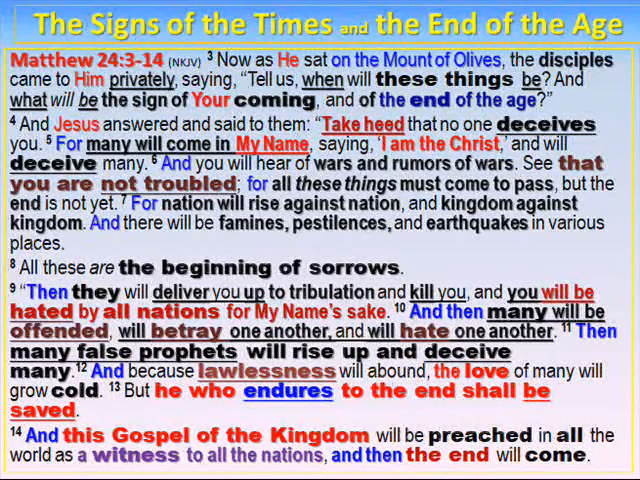 The Signs of the Times and the End of the Age
Matthew 24:3-14 (NKJV) 3 Now as He sat on the Mount of Olives, the disciples
came to Him privately, saying, “Tell us, when will these things be? And
what will be the sign of Your coming, and of the end of the age?”
4 And Jesus answered and said to them: “Take heed that no one deceives
you. 5 For many will come in My Name, saying, ‘I am the Christ,’ and will
deceive many. 6 And you will hear of wars and rumors of wars. See that
you are not troubled; for all these things must come to pass, but the
end is not yet. 7 For nation will rise against nation, and kingdom against
kingdom. And there will be famines, pestilences, and earthquakes in various
places.
8 All these are the beginning of sorrows.
9 “Then they will deliver you up to tribulation and kill you, and you will be
hated by all nations for My Name’s sake. 10 And then many will be
offended, will betray one another, and will hate one another. 11 Then
many false prophets will rise up and deceive
many.12 And because lawlessness will abound, the love of many will
grow cold. 13 But he who endures to the end shall be
saved.
14 And this Gospel of the Kingdom will be preached in all the
world as a witness to all the nations, and then the end will come.